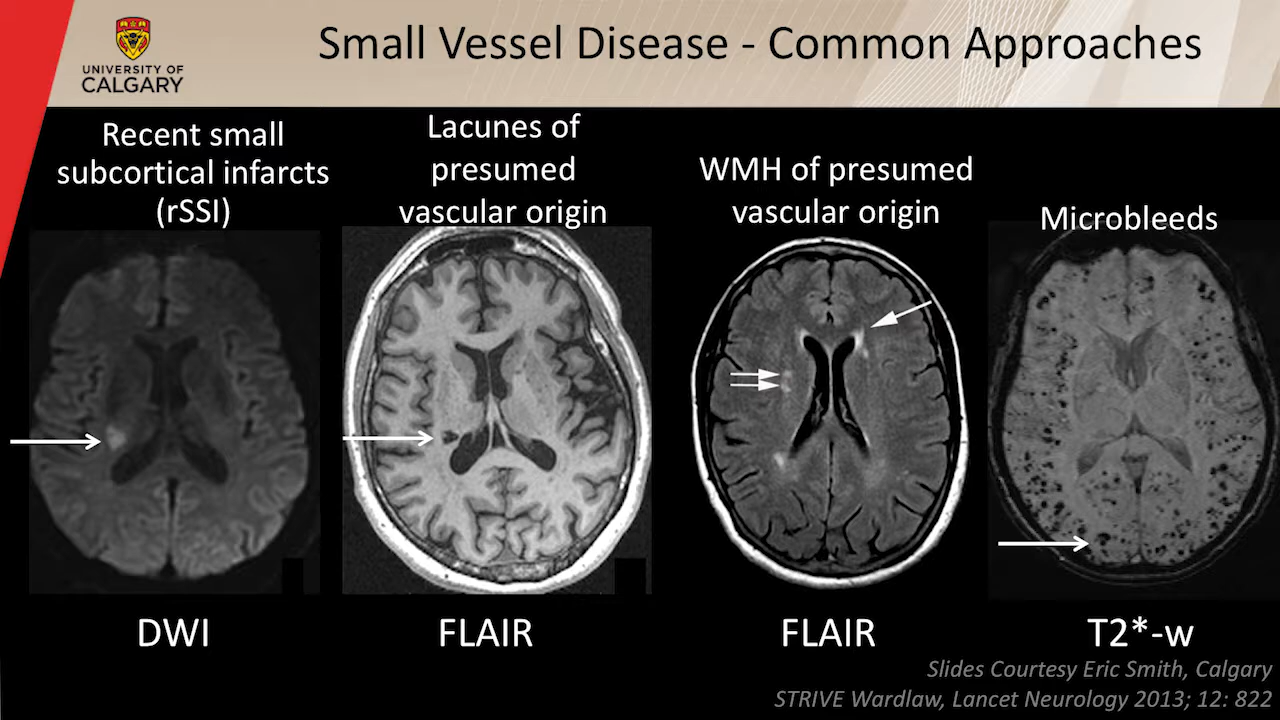 UNIVERSITY OF
CALGARY
Small Vessel Disease - Common Approaches
Recent small
subcortical infarcts
(rSSI)
Lacunes of
presumed
vascular origin
WMH of presumed
vascular origin
Microbleeds
DWI
FLAIR
FLAIR
T2*-w
Slides Courtesy Eric Smith, Calgary
STRIVE Wardlaw, Lancet Neurology 2013; 12: 822